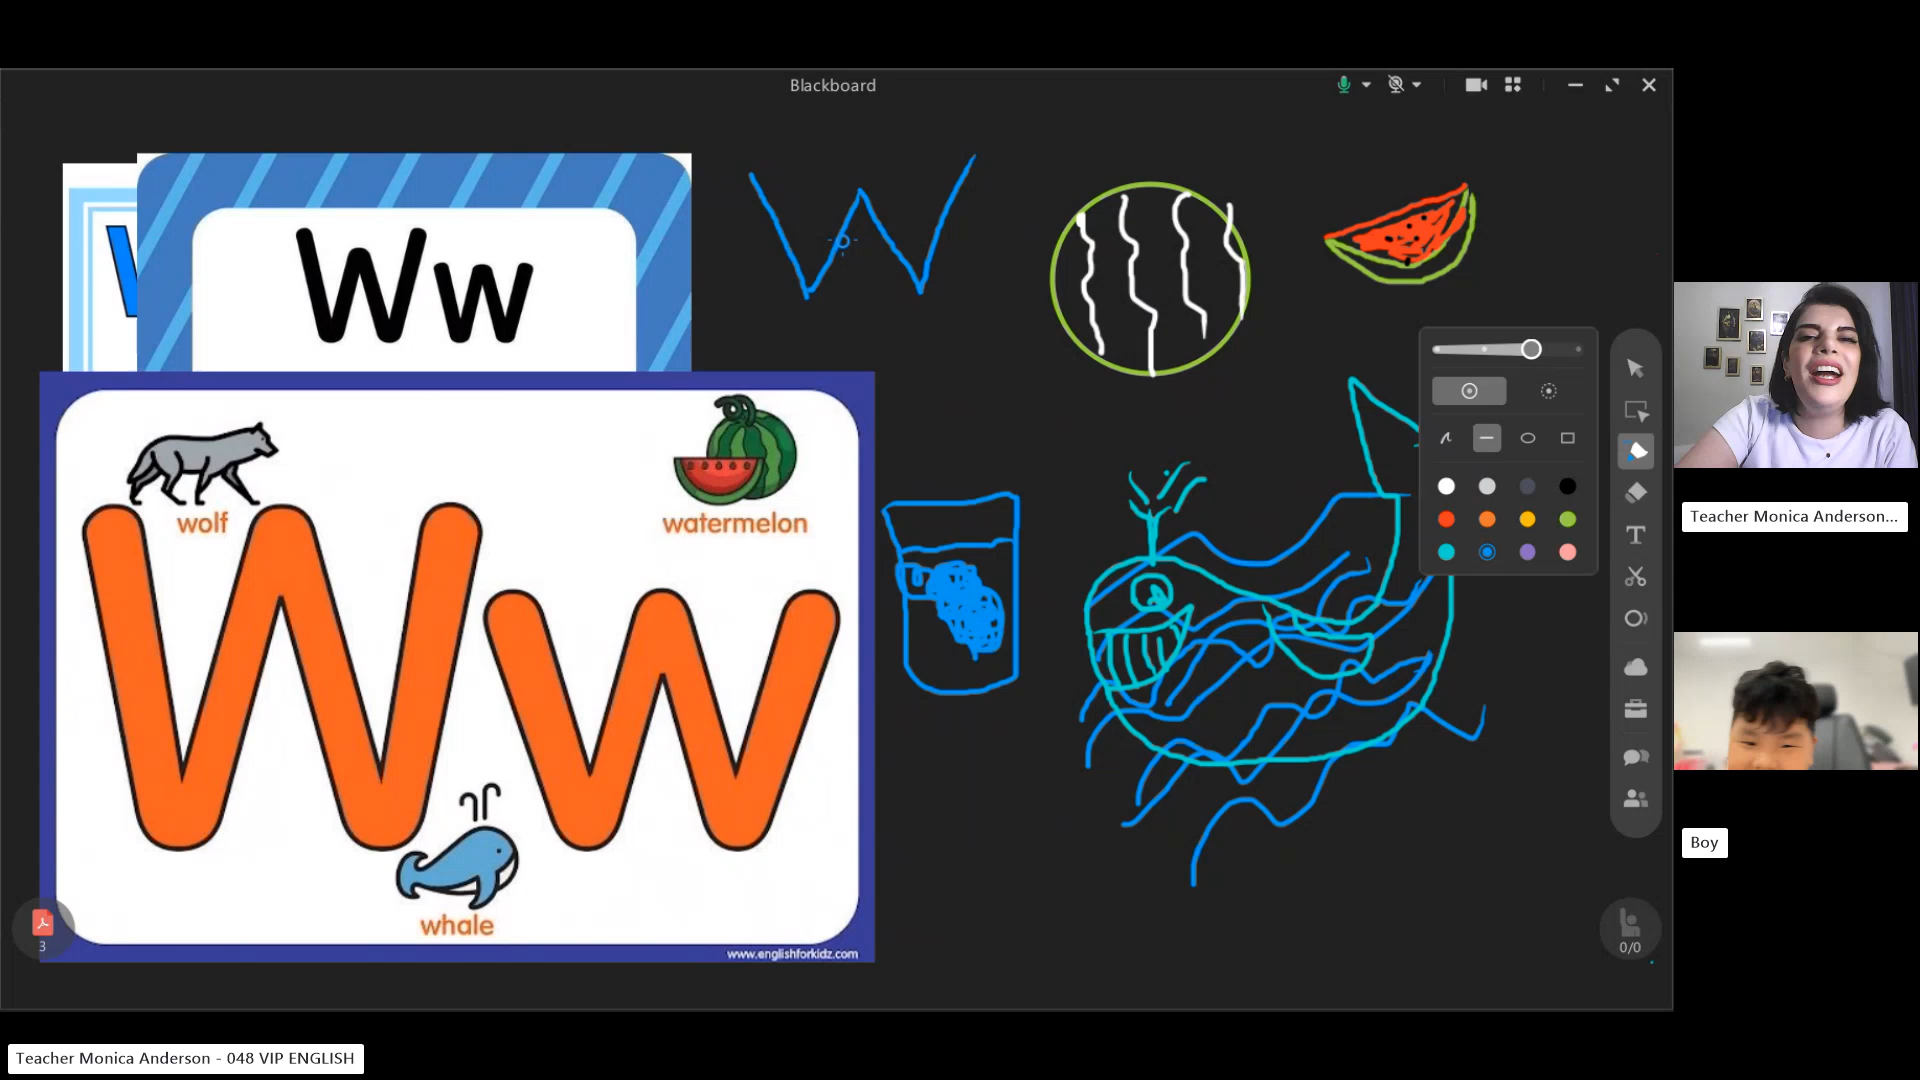 Blackboard
W
Ww
W
wolf
watermelon
Ww
whale
www.englishforkidz.com
3
0/0
T
Teacher Monica Anderson...
Boy
Teacher Monica Anderson - 048 VIP ENGLISH